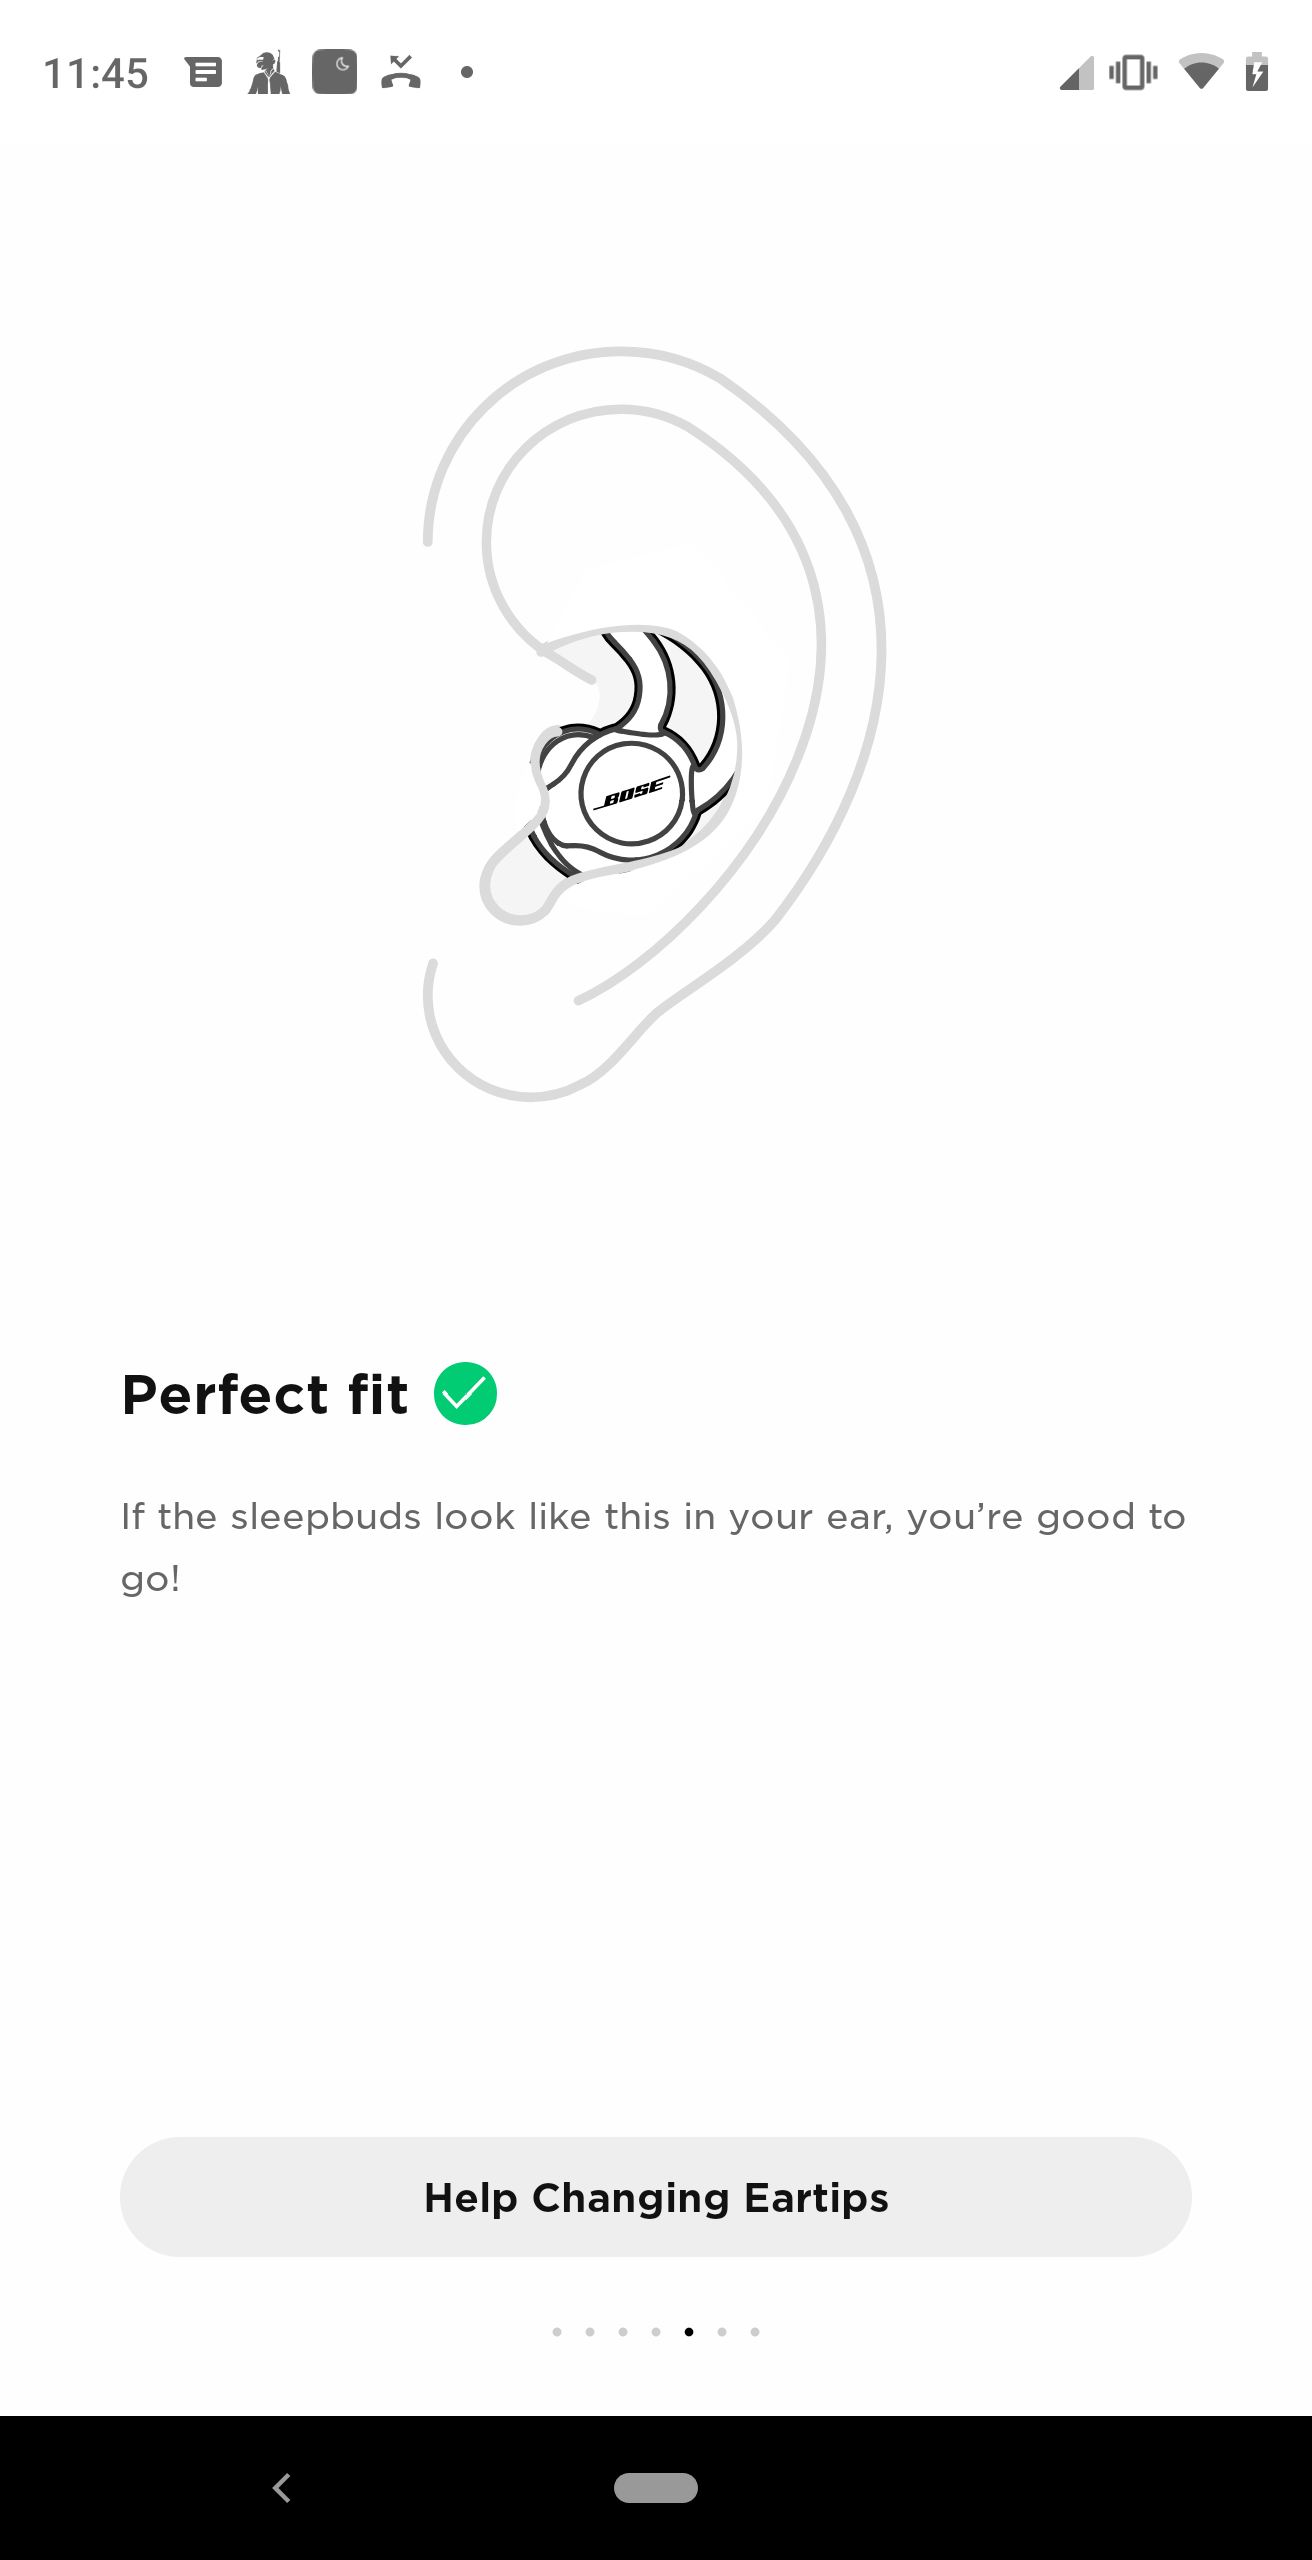 11:45
BOSE
Perfect fit
If the sleepbuds look like this in your ear, you’re good to
go!
Help Changing Eartips